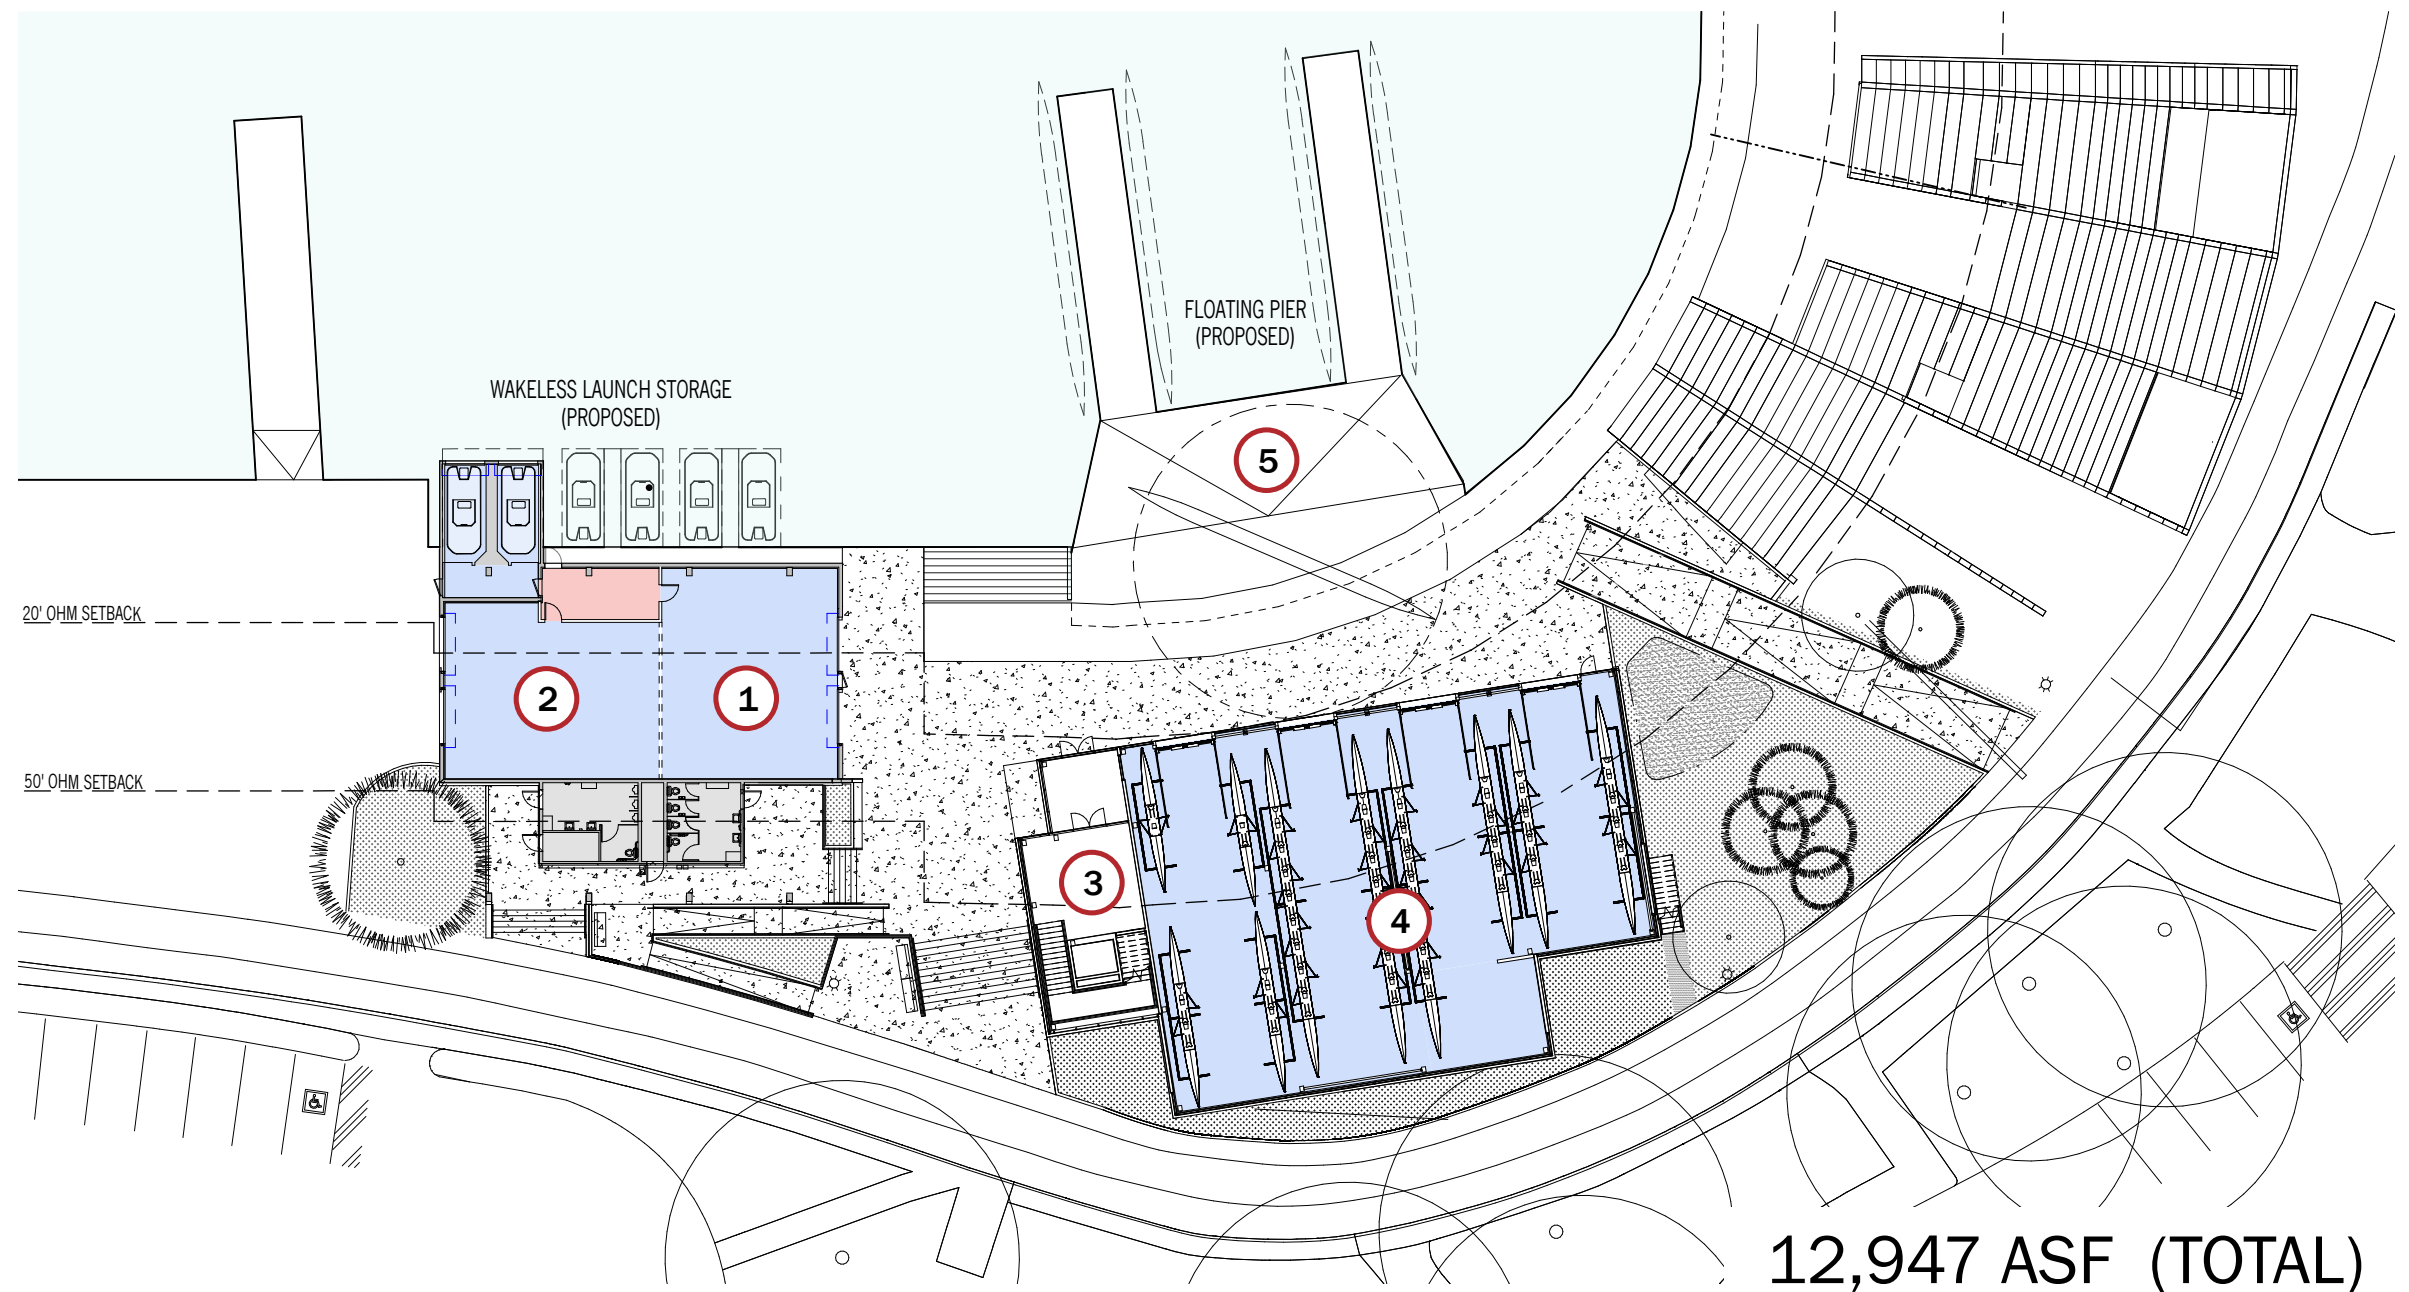 FLOATING PIER
(PROPOSED)
WAKELESS LAUNCH STORAGE
(PROPOSED)
5
20' OHM SETBACK
2
1
50' OHM SETBACK
3
4
12,947 ASF (TOTAL)